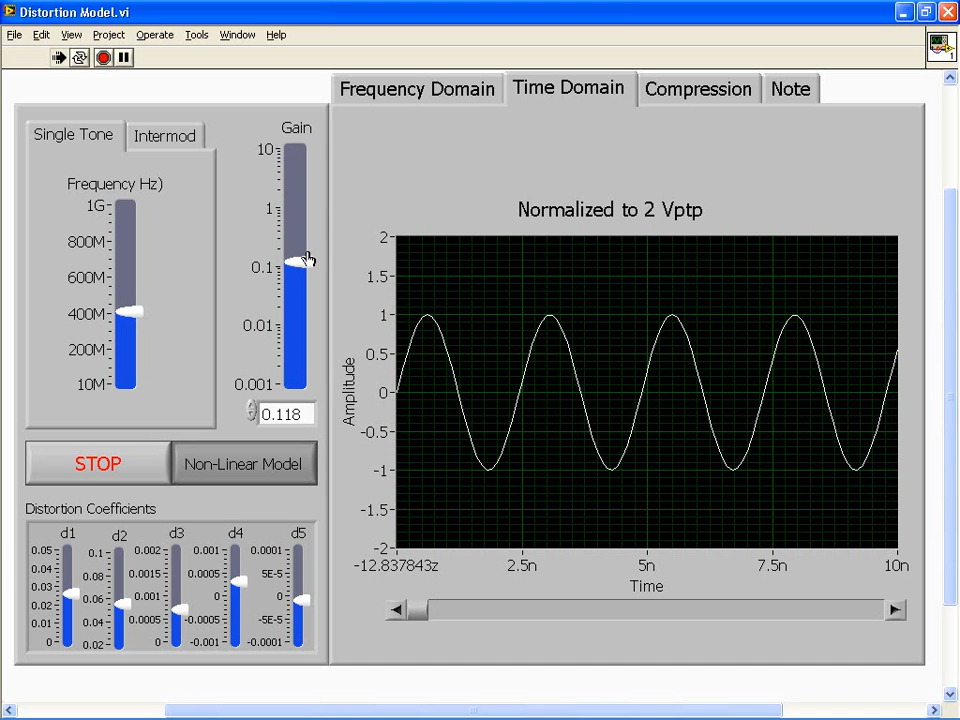 Distortion Model.vi
File Edit View Project Operate Tools Window Help
1
Frequency Domain Time Domain Compression Note
Single Tone Intermod
Gain
Frequency Hz)
1G
800M
600M
400M
200M
10M
10
1
0.1
0.01
0.001
0.118
STOP Non-Linear Model
Distortion Coefficients
d1 d2 d3 d4 d5
0.05
0.04
0.03
0.02
0.01
0
0.1
0.08
0.06
0.04
0.02
0.002
0.0015
0.001
0.0005
0
0.001
0.0005
0
-0.0005
-0.001
0.0001
5E-5
0
-5E-5
-0.0001
Normalized to 2 Vptp
2
1.5
1
0.5
0
-0.5
-1
-1.5
-2
Amplitude
-12.837843z 2.5n 5n 7.5n 10n
Time